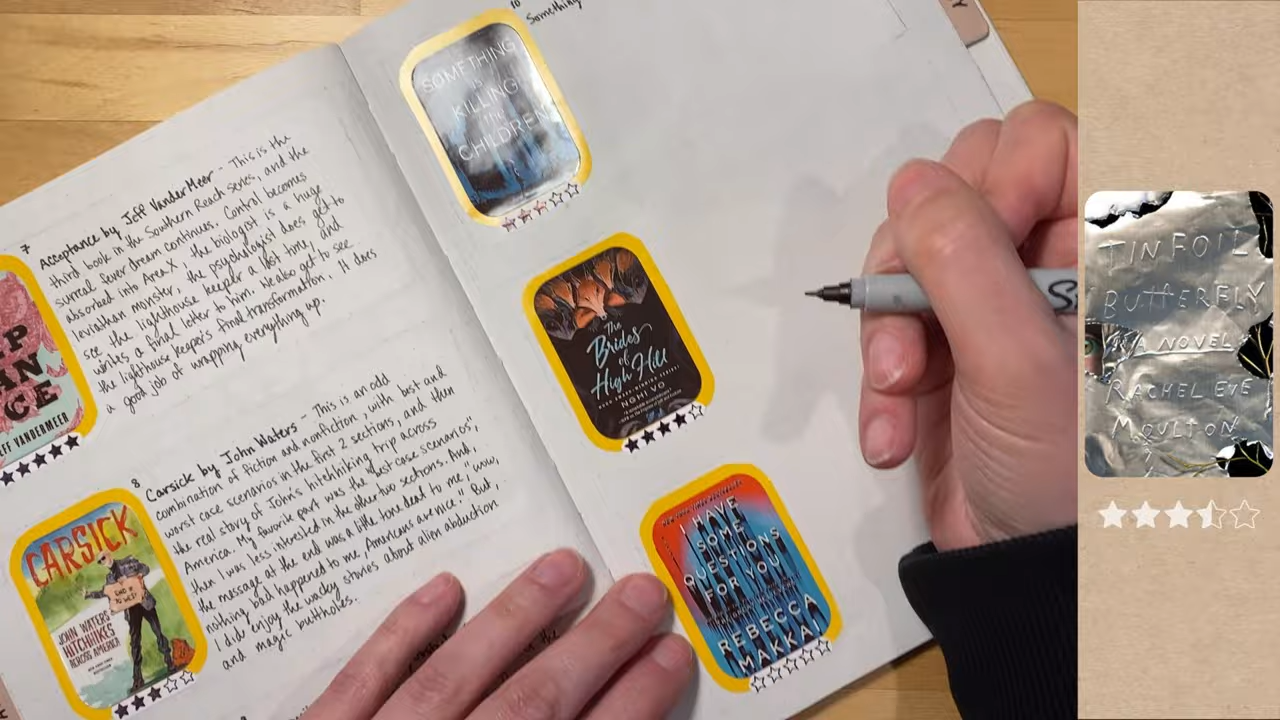 7
Acceptance by Jeff VanderMeer - This is the
third book in the Southern Reach series, and the
surreal fever dream continues. Control becomes
absorbed into Area X, the biologist is a huge
leviathan monster, the psychologist does get to
see the lighthouse keeper a last time, and
writes a final letter to him. We also get to see
the lighthouse keeper's final transformation. It does
a good job of wrapping everything up.
JEFF VANDERMEER
8
Carsick by John Waters - This is an odd
combination of fiction and nonfiction, with best and
worst case scenarios in the first 2 sections, and then
the real story of John's hitchhiking trip across
America. My favorite part was the worst case scenarios,
then I was less interested in the other two sections. And,
the message at the end was a little tone dead to me, "wow,
nothing bad happened to me, Americans are nice." But,
I did enjoy the wacky stories about alien abduction
and magic buttholes.
CARSICK
JOHN WATERS
HITCHHIKES
ACROSS AMERICA
10
Something
SOMETHING
IS
KILLING
THE
CHILDREN
The
Brides
of
High Hill
NGHI VO
HAVE
SOME
QUESTIONS
FOR YOU
REBECCA
MAKKAI
TINFOIL
BUTTERFLY
A NOVEL
RACHEL EVE
MOULTON